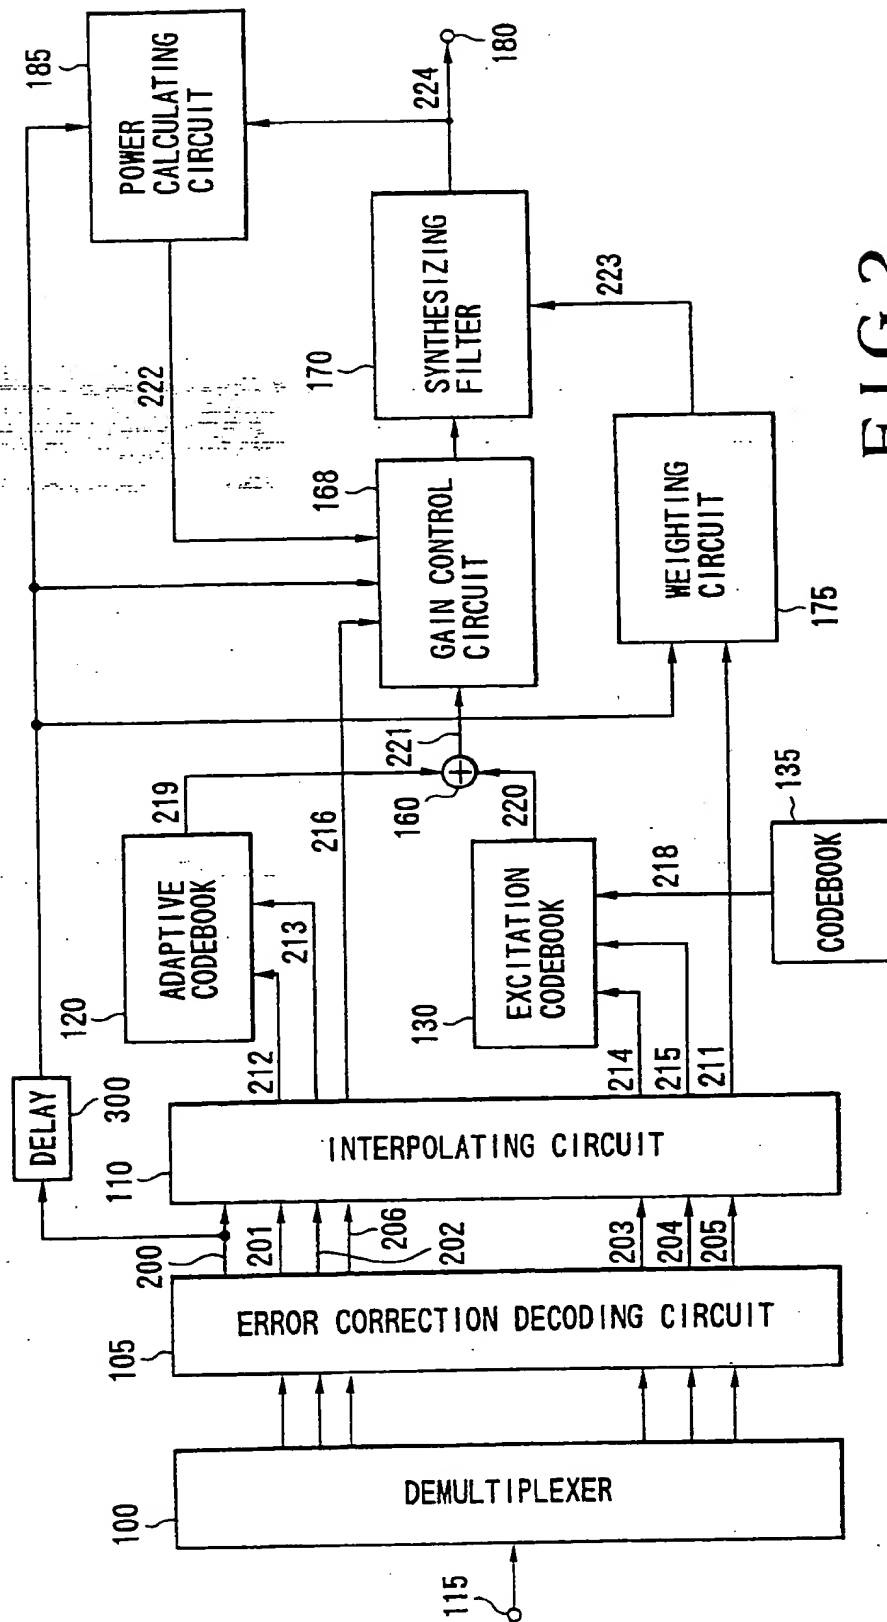 115
100
DEMULTIPLEXER
105
ERROR CORRECTION DECODING CIRCUIT
200
201
202
206
203
204
205
110
INTERPOLATING CIRCUIT
DELAY
300
212
213
216
214
215
211
120
ADAPTIVE
CODEBOOK
219
130
EXCITATION
CODEBOOK
220
218
135
CODEBOOK
160
221
168
GAIN CONTROL
CIRCUIT
222
170
SYNTHESIZING
FILTER
223
175
WEIGHTING
CIRCUIT
185
POWER
CALCULATING
CIRCUIT
224
180
FIG.2